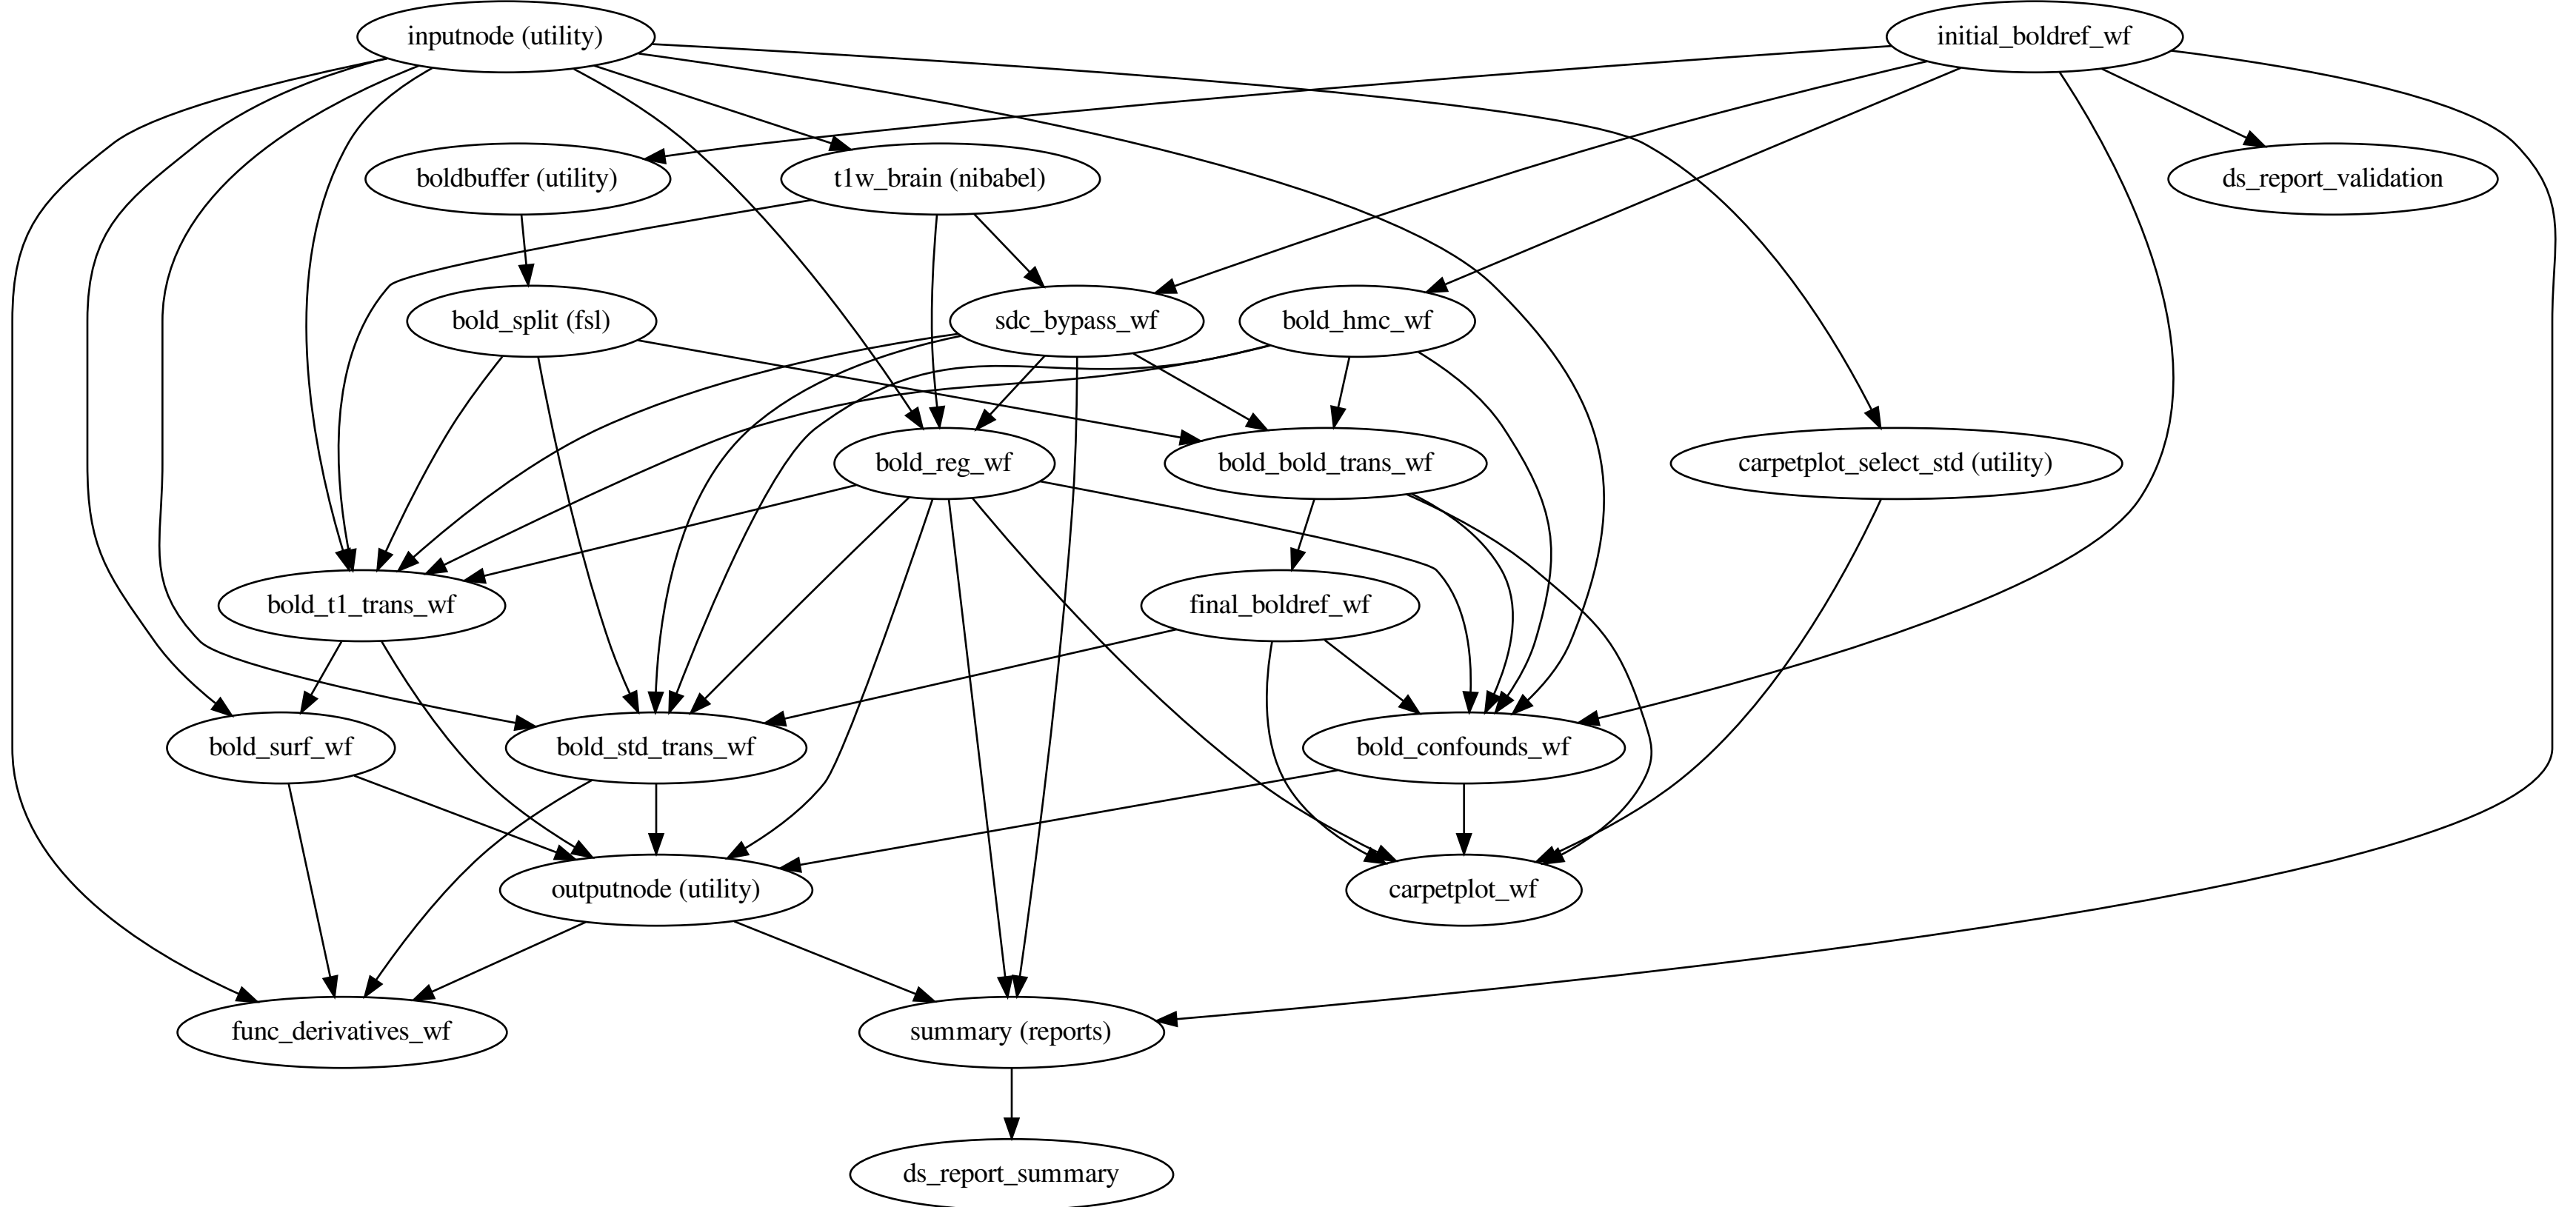 inputnode (utility)
initial_boldref_wf
boldbuffer (utility)
t1w_brain (nibabel)
ds_report_validation
bold_split (fsl)
sdc_bypass_wf
bold_hmc_wf
bold_reg_wf
bold_bold_trans_wf
carpetplot_select_std (utility)
bold_t1_trans_wf
final_boldref_wf
bold_surf_wf
bold_std_trans_wf
bold_confounds_wf
outputnode (utility)
carpetplot_wf
func_derivatives_wf
summary (reports)
ds_report_summary